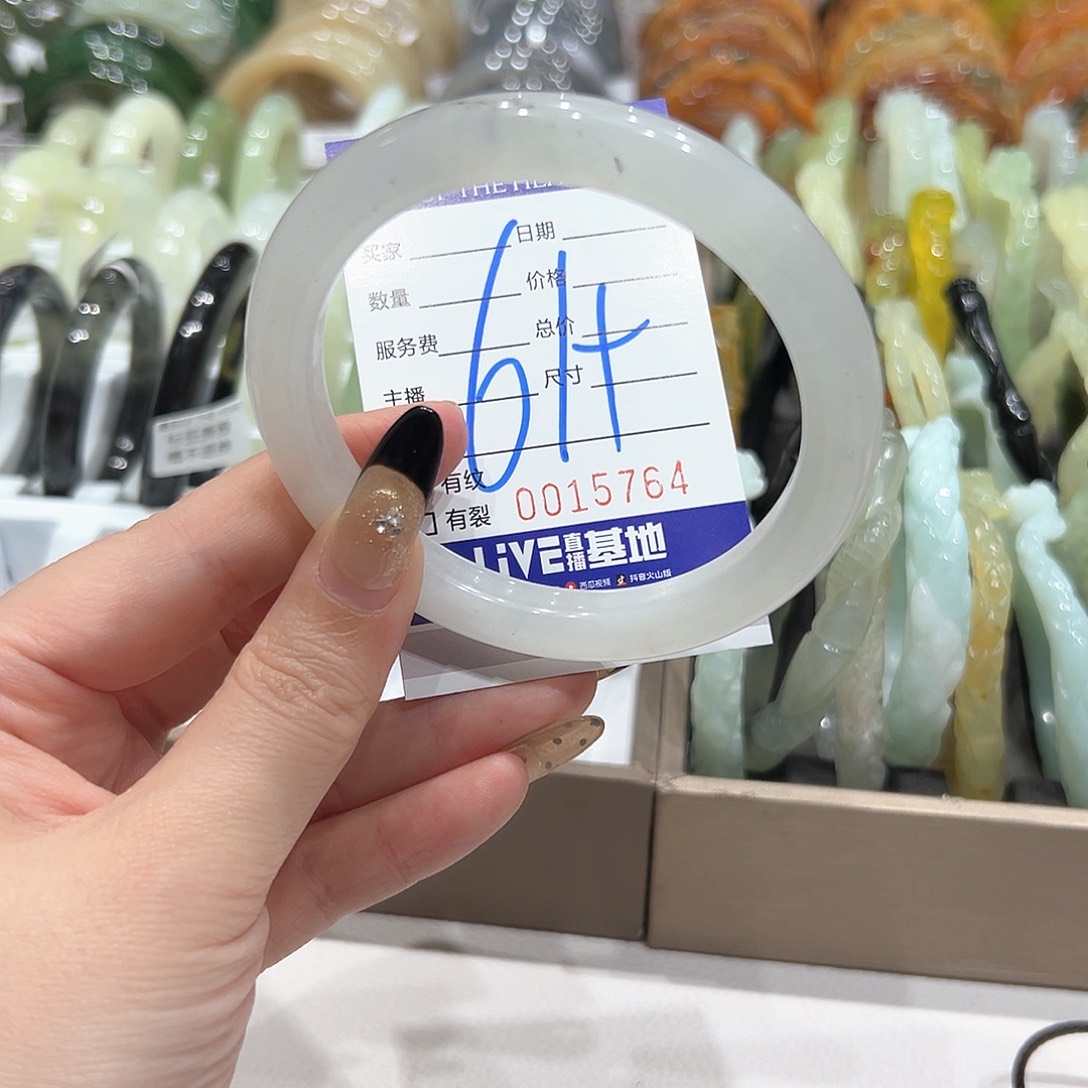 买家 日期
数量 价格
服务费 总价
主播 尺寸
有纹
有裂 0015764
LiVE直播基地
西瓜视频 抖音火山版